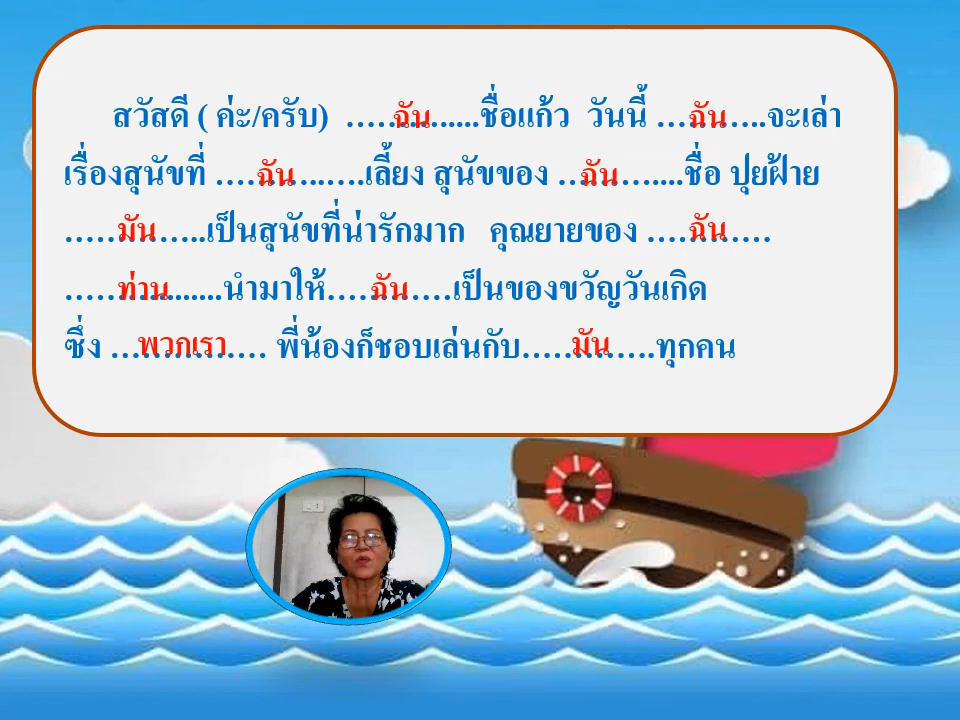 สวัสดี ( ค่ะ/ครับ) ……ฉัน…....ชื่อแก้ว วันนี้ ……ฉัน…..จะเล่า
เรื่องสุนัขที่ ……ฉัน…..….เลี้ยง สุนัขของ ……ฉัน…....ชื่อ ปุยฝ้าย
……มัน……..เป็นสุนัขที่น่ารักมาก คุณยายของ ……ฉัน……
……ท่าน…......นำมาให้……ฉัน……เป็นของขวัญวันเกิด
ซึ่ง ……พวกเรา…… พี่น้องก็ชอบเล่นกับ……มัน…….ทุกคน